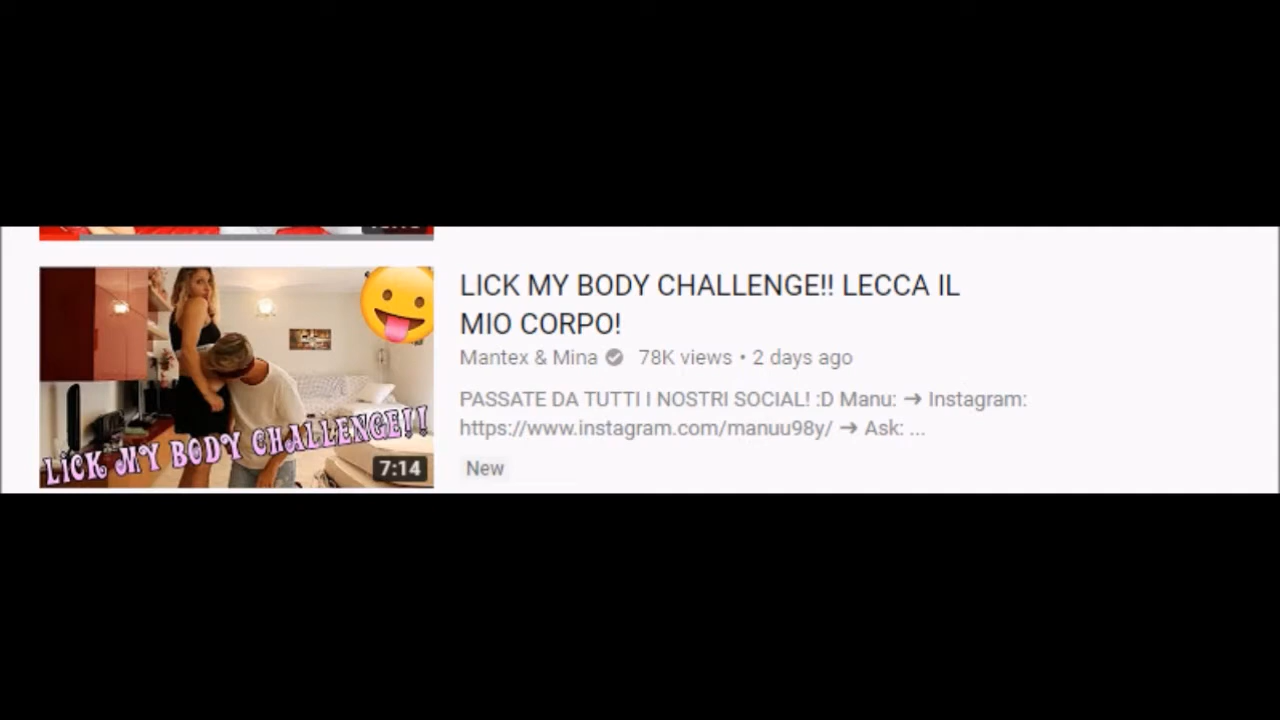 LICK MY BODY CHALLENGE!! LECCA IL
MIO CORPO!
Mantex & Mina 78K views • 2 days ago
PASSATE DA TUTTI I NOSTRI SOCIAL! :D Manu: ➔ Instagram:
https://www.instagram.com/manuu98y/ ➔ Ask: ...
New
LiCK MY BODY CHALLENGE!!
7:14